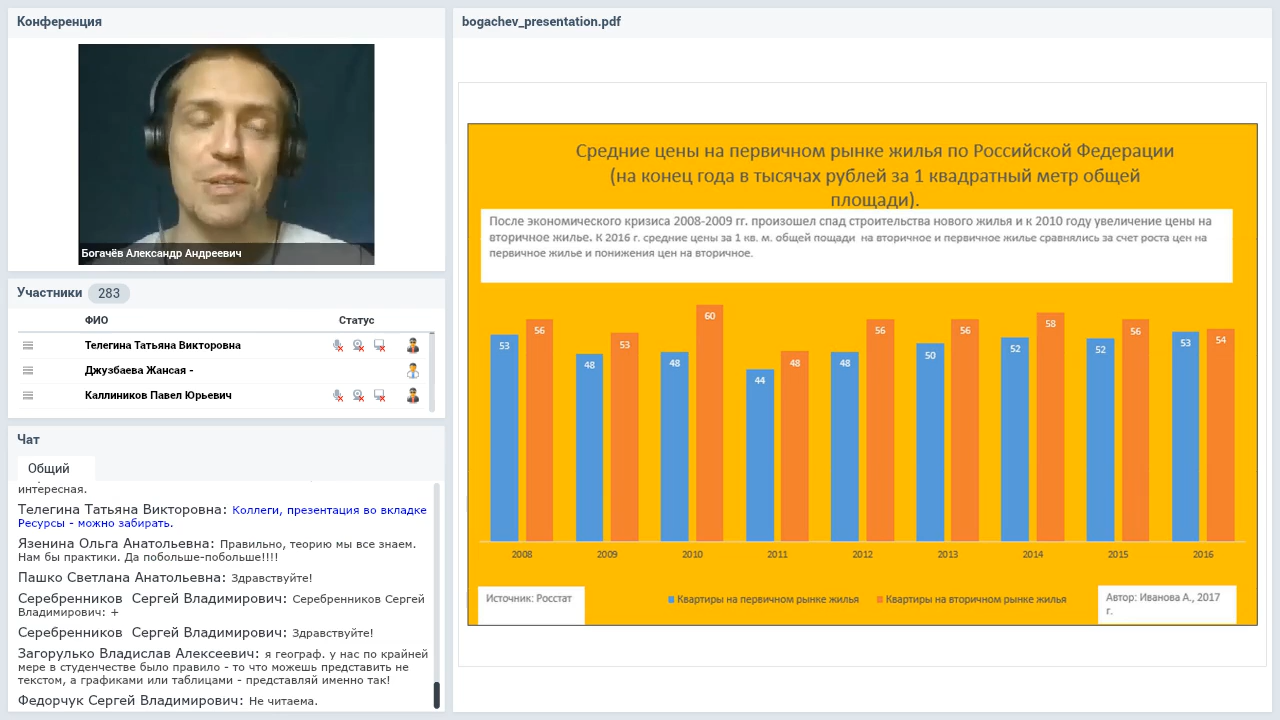 Конференция
Богачёв Александр Андреевич
Участники 283
ФИО Статус
Телегина Татьяна Викторовна
Джузбаева Жансая -
Каллиников Павел Юрьевич
Чат
Общий
интересная.
Телегина Татьяна Викторовна: Коллеги, презентация во вкладке
Ресурсы - можно забирать.
Язенина Ольга Анатольевна: Правильно, теорию мы все знаем.
Нам бы практики. Да побольше-побольше!!!!
Пашко Светлана Анатольевна: Здравствуйте!
Серебренников Сергей Владимирович: Серебренников Сергей
Владимирович: +
Серебренников Сергей Владимирович: Здравствуйте!
Загорулько Владислав Алексеевич: я географ. у нас по крайней
мере в студенчестве было правило - то что можешь представить не
текстом, а графиками или таблицами - представляй именно так!
Федорчук Сергей Владимирович: Не читаема.
bogachev_presentation.pdf
Средние цены на первичном рынке жилья по Российской Федерации
(на конец года в тысячах рублей за 1 квадратный метр общей
площади).
После экономического кризиса 2008-2009 гг. произошел спад строительства нового жилья и к 2010 году увеличение цены на
вторичное жилье. К 2016 г. средние цены за 1 кв. м. общей пощади на вторичное и первичное жилье сравнялись за счет роста цен на
первичное жилье и понижения цен на вторичное.
53 56 48 53 48 60 44 48 48 56 50 56 52 58 52 56 53 54
2008 2009 2010 2011 2012 2013 2014 2015 2016
Источник: Росстат
Квартиры на первичном рынке жилья Квартиры на вторичном рынке жилья
Автор: Иванова А., 2017
г.